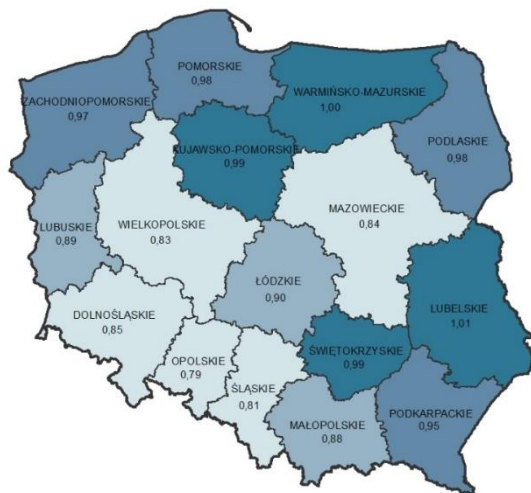 POMORSKIE
0,98
WARMIŃSKO-MAZURSKIE
1,00
ZACHODNIOPOMORSKIE
0,97
KUJAWSKO-POMORSKIE
0,99
PODLASKIE
0,98
MAZOWIECKIE
0,84
LUBUSKIE
0,89
WIELKOPOLSKIE
0,83
ŁÓDZKIE
0,90
LUBELSKIE
1,01
DOLNOŚLĄSKIE
0,85
OPOLSKIE
0,79
ŚWIĘTOKRZYSKIE
0,99
ŚLĄSKIE
0,81
MAŁOPOLSKIE
0,88
PODKARPACKIE
0,95